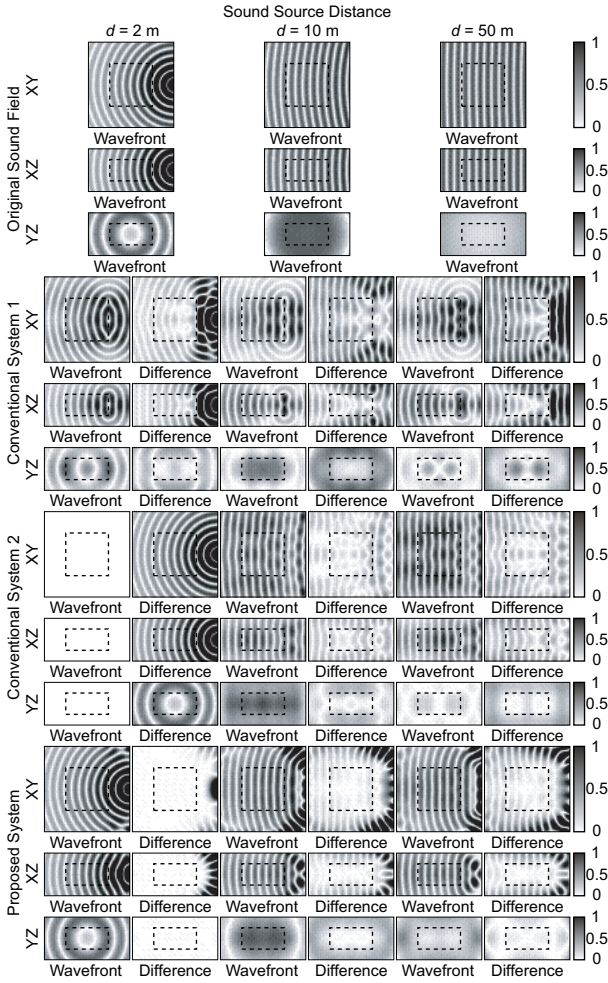 Sound Source Distance
d = 2 m d = 10 m d = 50 m
Original Sound Field
XY
1
0.5
0
Wavefront Wavefront Wavefront
XZ
1
0.5
0
Wavefront Wavefront Wavefront
YZ
1
0.5
0
Wavefront Wavefront Wavefront
Conventional System 1
XY
1
0.5
0
Wavefront Difference Wavefront Difference Wavefront Difference
XZ
1
0.5
0
Wavefront Difference Wavefront Difference Wavefront Difference
YZ
1
0.5
0
Wavefront Difference Wavefront Difference Wavefront Difference
Conventional System 2
XY
1
0.5
0
Wavefront Difference Wavefront Difference Wavefront Difference
XZ
1
0.5
0
Wavefront Difference Wavefront Difference Wavefront Difference
YZ
1
0.5
0
Wavefront Difference Wavefront Difference Wavefront Difference
Proposed System
XY
1
0.5
0
Wavefront Difference Wavefront Difference Wavefront Difference
XZ
1
0.5
0
Wavefront Difference Wavefront Difference Wavefront Difference
YZ
1
0.5
0
Wavefront Difference Wavefront Difference Wavefront Difference